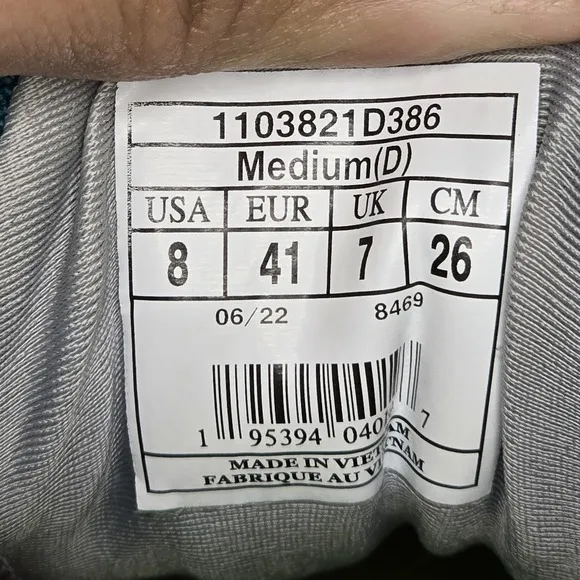 1103821D386
Medium(D)
USA EUR UK CM
8 41 7 26
06/22 8469
1 95394 040 7
MADE IN VIETNAM
FABRIQUE AU VIETNAM